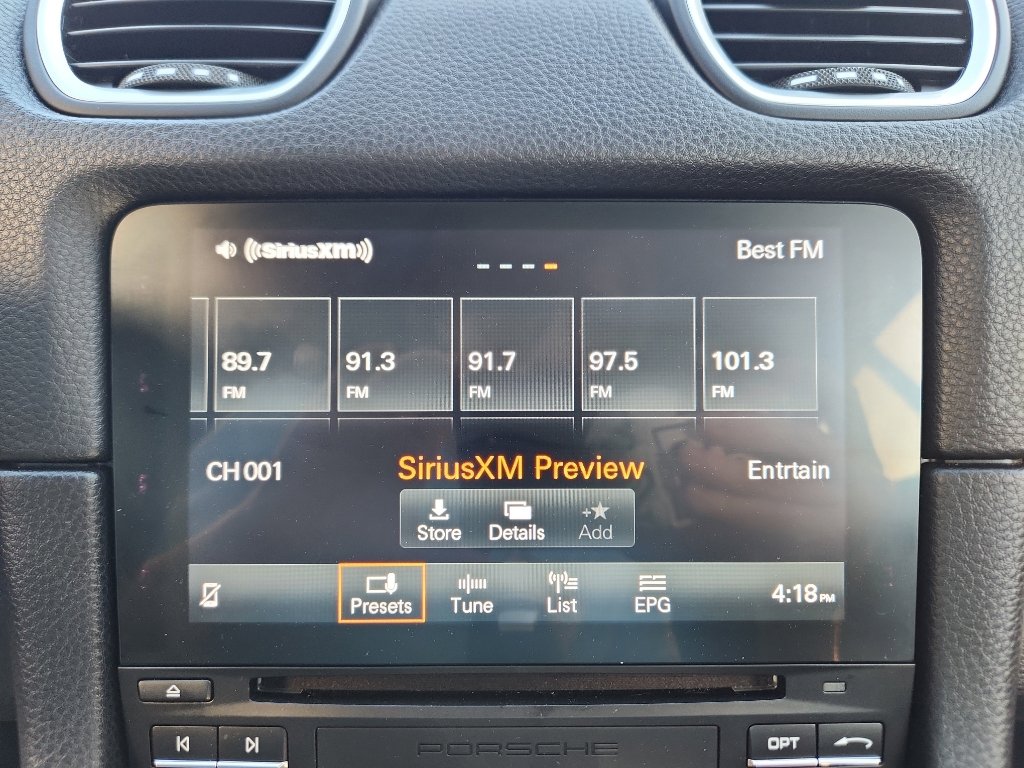 SiriusXM Best FM
89.7 91.3 91.7 97.5 101.3
FM FM FM FM FM
CH 001 SiriusXM Preview Entrtain
Store Details +★ Add
Presets Tune List EPG 4:18 PM
PORSCHE OPT